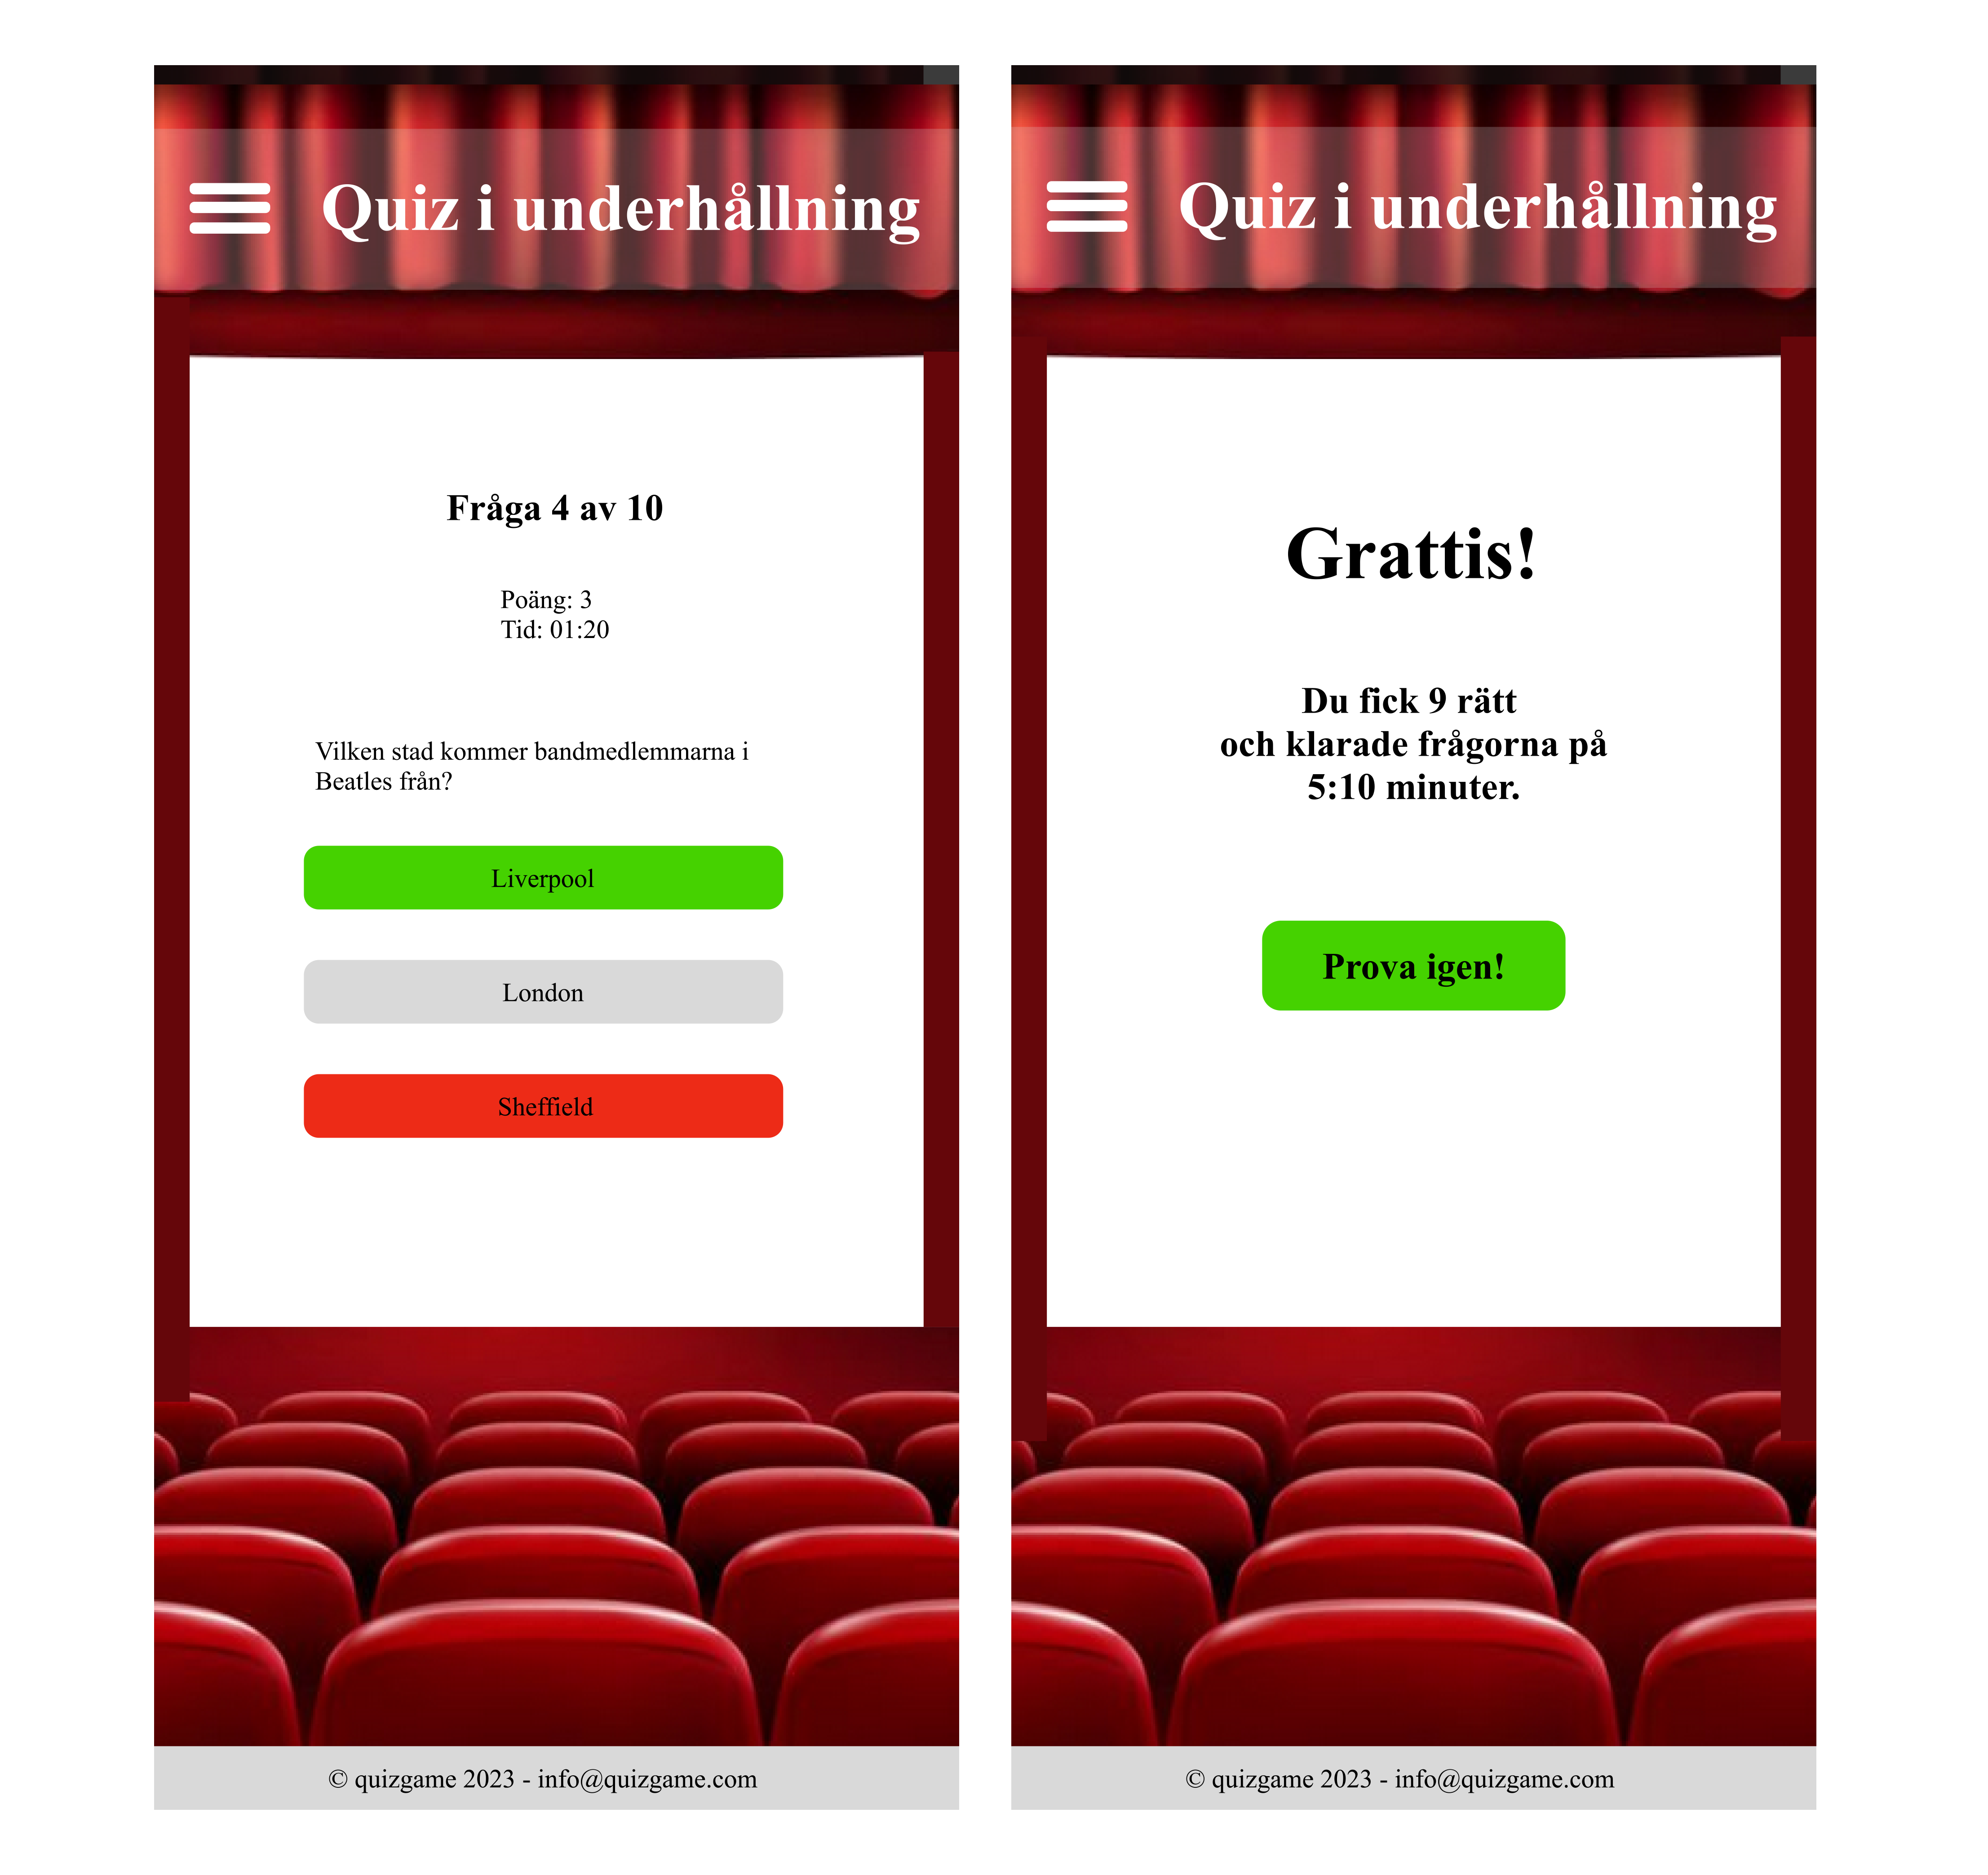 Quiz i underhållning
Fråga 4 av 10
Poäng: 3
Tid: 01:20
Vilken stad kommer bandmedlemmarna i
Beatles från?
Liverpool
London
Sheffield
© quizgame 2023 - info@quizgame.com
Quiz i underhållning
Grattis!
Du fick 9 rätt
och klarade frågorna på
5:10 minuter.
Prova igen!
© quizgame 2023 - info@quizgame.com